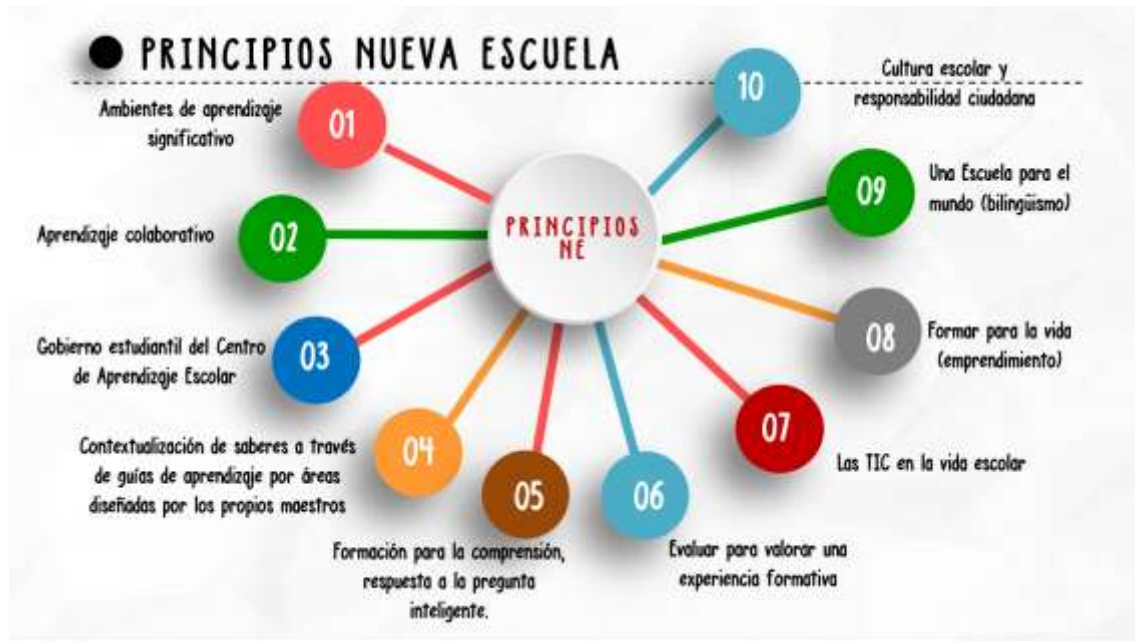 PRINCIPIOS NUEVA ESCUELA
01
Ambientes de aprendizaje
significativo
02
Aprendizaje colaborativo
03
Gobierno estudiantil del Centro
de Aprendizaje Escolar
04
Contextualización de saberes a través
de guías de aprendizaje por áreas
diseñadas por los propios maestros
05
Formación para la comprensión,
respuesta a la pregunta
inteligente.
06
Evaluar para valorar una
experiencia formativa
07
Las TIC en la vida escolar
08
Formar para la vida
(emprendimiento)
09
Una Escuela para el
mundo (bilingüismo)
10
Cultura escolar y
responsabilidad ciudadana
PRINCIPIOS
NE